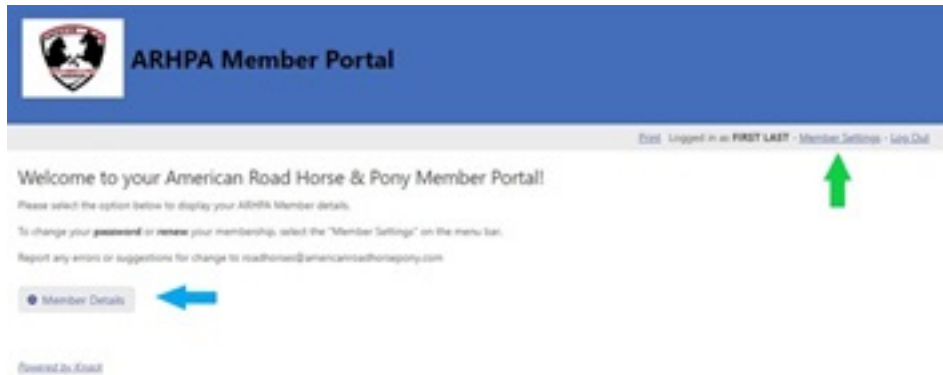 ARHPA Member Portal
Print Logged in as FIRST LAST - Member Settings - Log Out
Welcome to your American Road Horse & Pony Member Portal!
Please select the option below to display your ARHPA Member details.
To change your password or renew your membership, select the "Member Settings" on the menu bar.
Report any errors or suggestions for change to roadhorses@americanroadhorsepony.com
Member Details
Powered by Knack